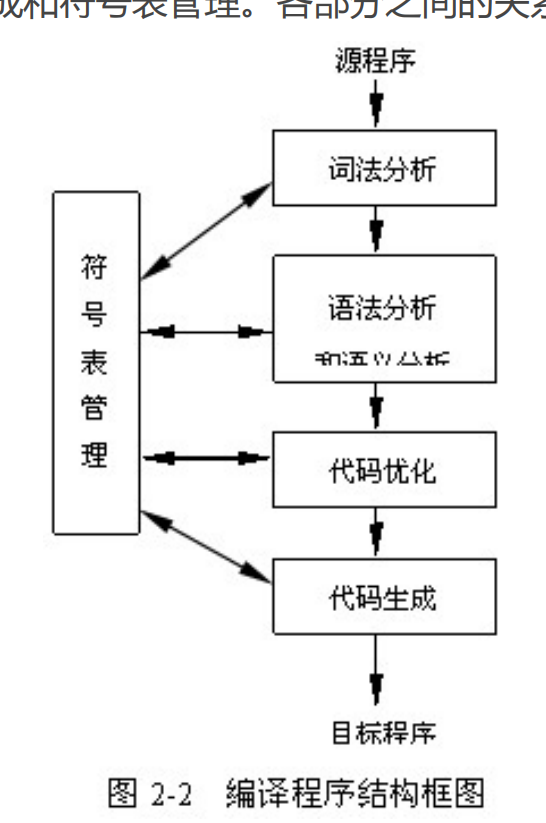 成和符号表管理。各部分之间的关系
源程序
词法分析
符号表管理
语法分析
和语义分析
代码优化
代码生成
目标程序
图 2-2 编译程序结构框图